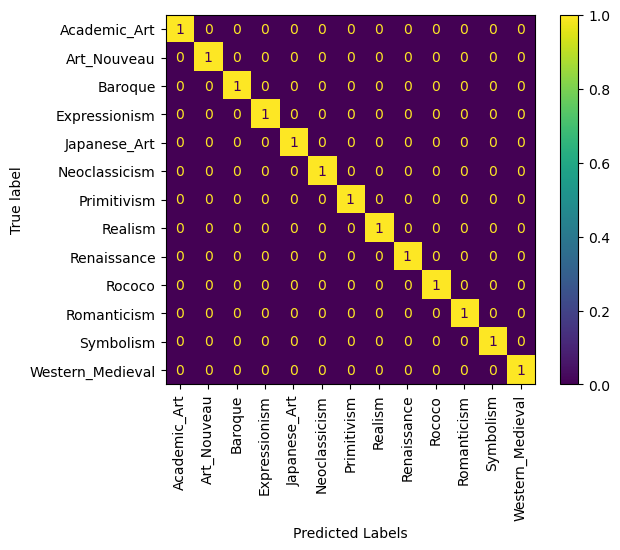 Academic_Art 1 0 0 0 0 0 0 0 0 0 0 0 0
Art_Nouveau 0 1 0 0 0 0 0 0 0 0 0 0 0
Baroque 0 0 1 0 0 0 0 0 0 0 0 0 0
Expressionism 0 0 0 1 0 0 0 0 0 0 0 0 0
Japanese_Art 0 0 0 0 1 0 0 0 0 0 0 0 0
Neoclassicism 0 0 0 0 0 1 0 0 0 0 0 0 0
Primitivism 0 0 0 0 0 0 1 0 0 0 0 0 0
Realism 0 0 0 0 0 0 0 1 0 0 0 0 0
Renaissance 0 0 0 0 0 0 0 0 1 0 0 0 0
Rococo 0 0 0 0 0 0 0 0 0 1 0 0 0
Romanticism 0 0 0 0 0 0 0 0 0 0 1 0 0
Symbolism 0 0 0 0 0 0 0 0 0 0 0 1 0
Western_Medieval 0 0 0 0 0 0 0 0 0 0 0 0 1
True label
Academic_Art
Art_Nouveau
Baroque
Expressionism
Japanese_Art
Neoclassicism
Primitivism
Realism
Renaissance
Rococo
Romanticism
Symbolism
Western_Medieval
Predicted Labels
1.0
0.8
0.6
0.4
0.2
0.0